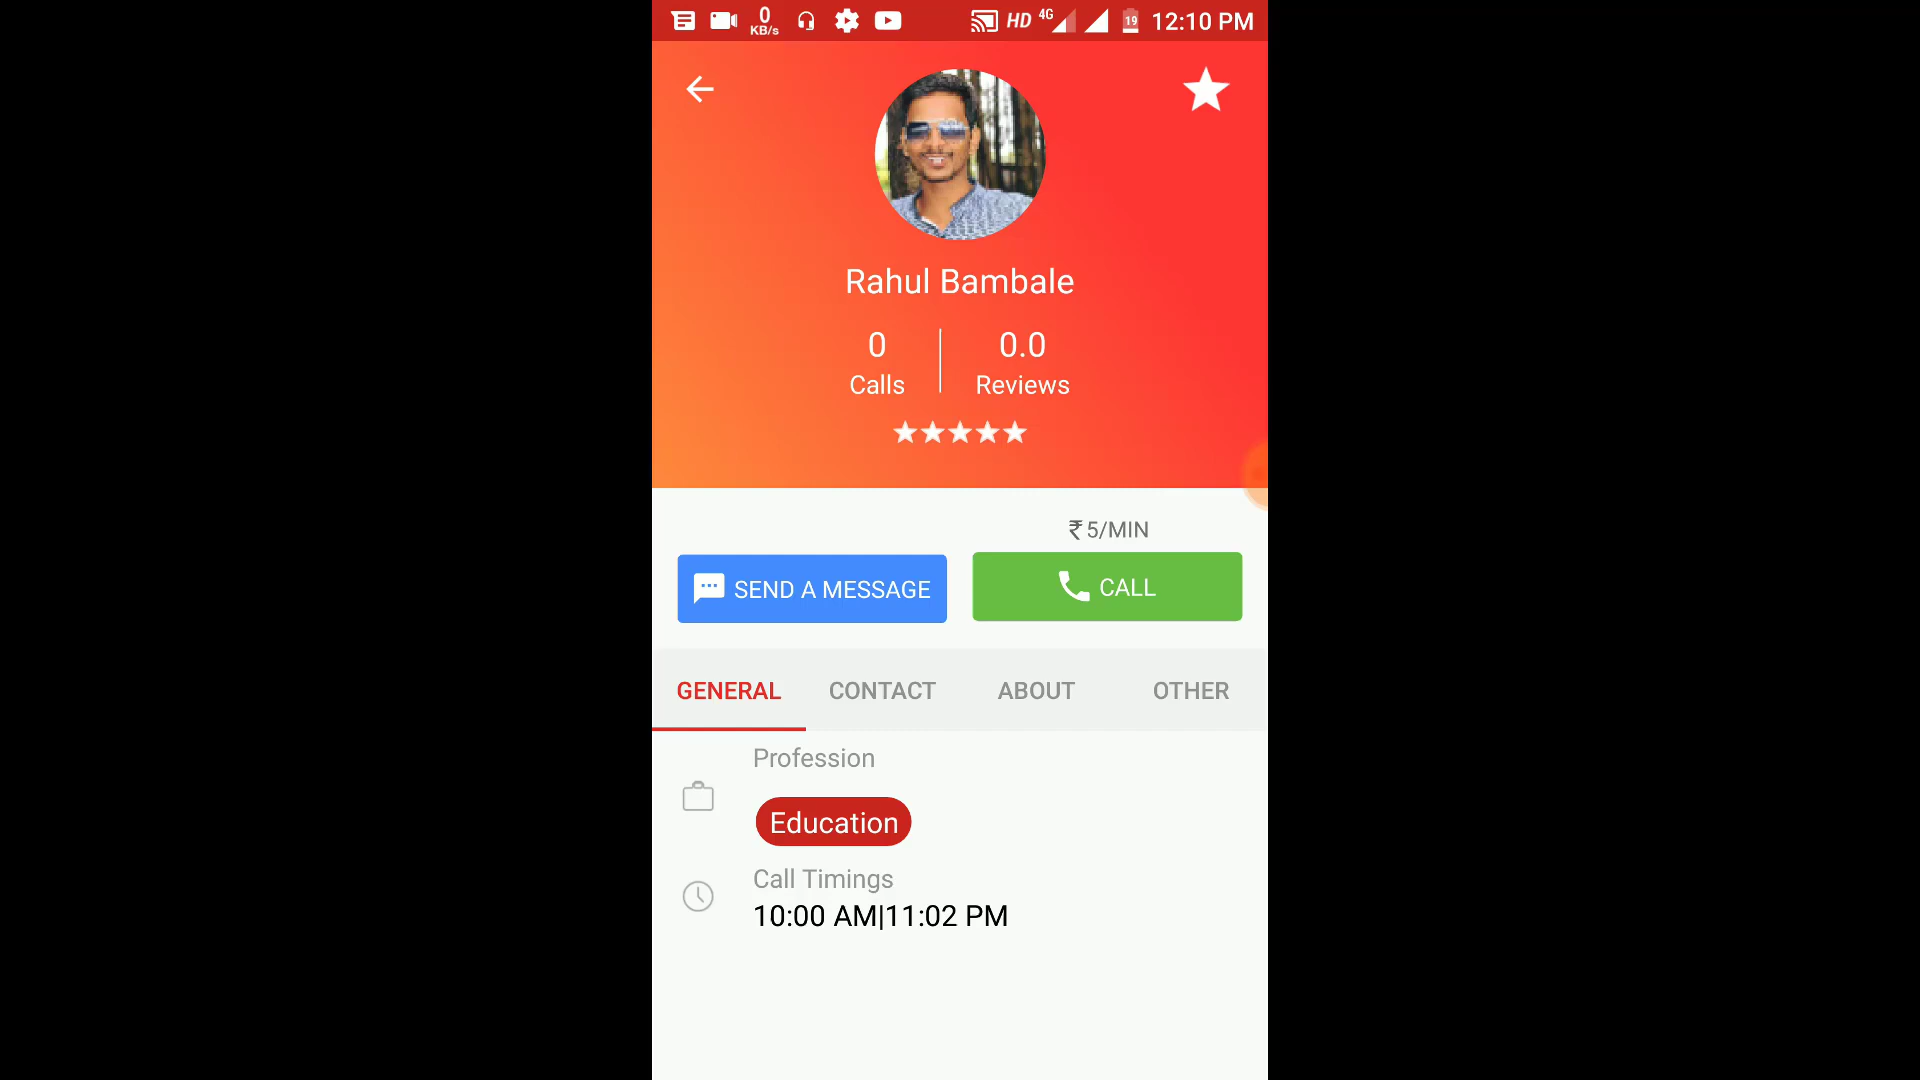 0
KB/s
HD 4G 19 12:10 PM
Rahul Bambale
0 0.0
Calls Reviews
₹5/MIN
SEND A MESSAGE CALL
GENERAL CONTACT ABOUT OTHER
Profession
Education
Call Timings
10:00 AM|11:02 PM